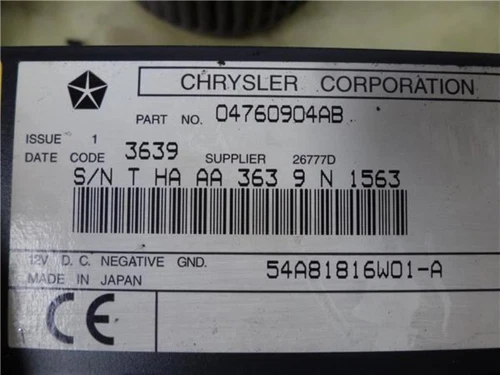 CHRYSLER CORPORATION
PART NO. 04760904AB
ISSUE 1
DATE CODE 3639 SUPPLIER 26777D
S/N T HA AA 363 9 N 1563
12V D. C. NEGATIVE GND. 54A81816W01-A
MADE IN JAPAN
CE